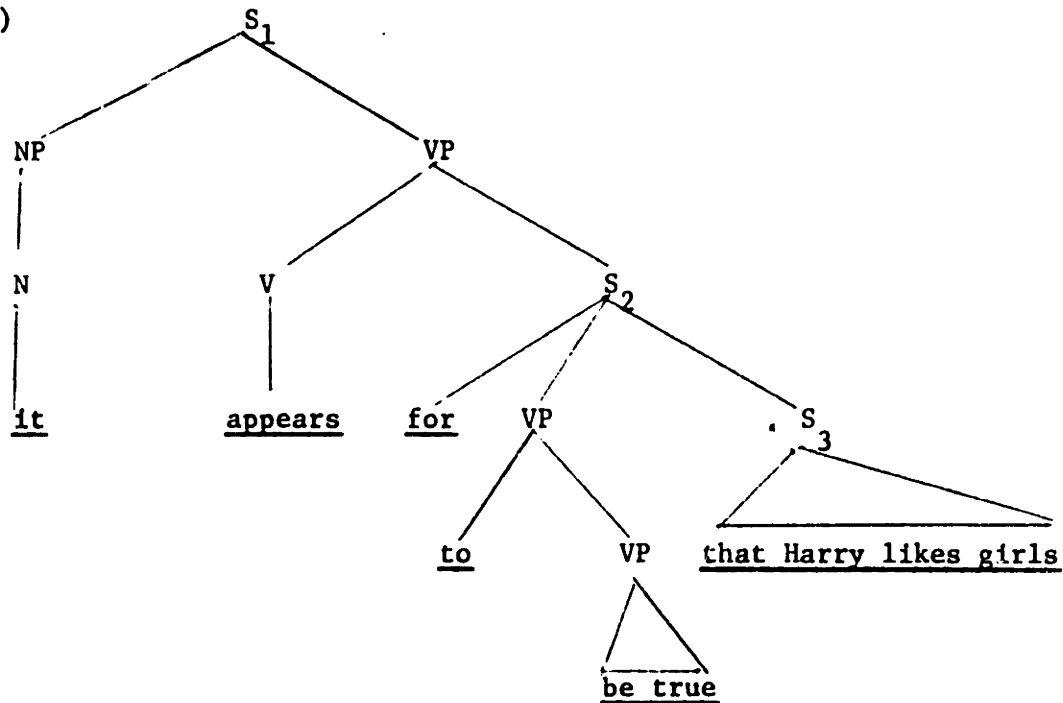 )
S1
NP VP
N V S2
it appears for VP S3
to VP that Harry likes girls
be true